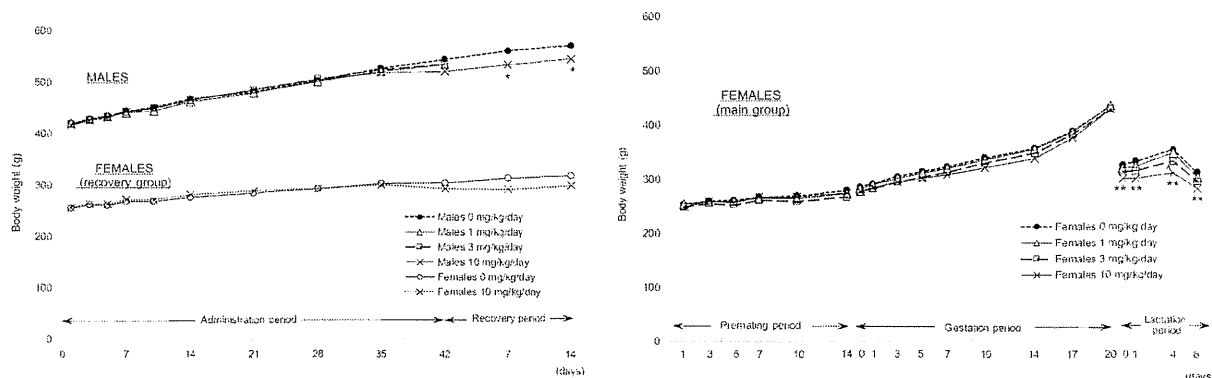 600
500
400
300
200
100
0
Body weight (g)
MALES
FEMALES
(recovery group)
Males 0 mg/kg/day
Males 1 mg/kg/day
Males 3 mg/kg/day
Males 10 mg/kg/day
Females 0 mg/kg/day
Females 10 mg/kg/day
* *
Administration period
Recovery period
0 7 14 21 28 35 42 7 14
(days)
600
500
400
300
200
100
0
Body weight (g)
FEMALES
(main group)
Females 0 mg/kg/day
Females 1 mg/kg/day
Females 3 mg/kg/day
Females 10 mg/kg/day
** ** ** **
Premating period
Gestation period
Lactation
period
1 3 5 7 10 14 0 1 3 5 7 10 14 17 20 0 1 4 6
(days